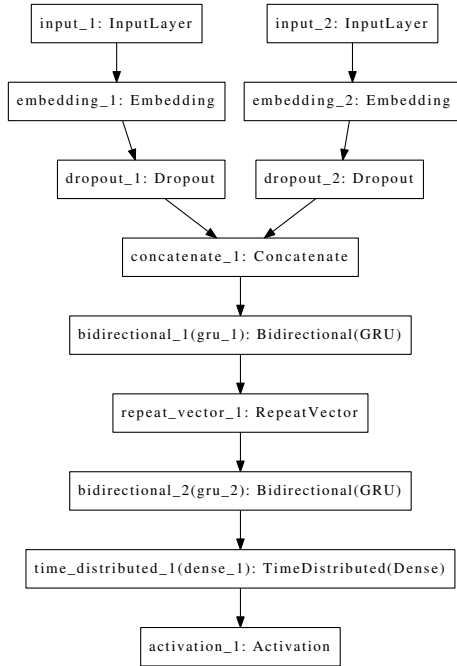 input_1: InputLayer
input_2: InputLayer
embedding_1: Embedding
embedding_2: Embedding
dropout_1: Dropout
dropout_2: Dropout
concatenate_1: Concatenate
bidirectional_1(gru_1): Bidirectional(GRU)
repeat_vector_1: RepeatVector
bidirectional_2(gru_2): Bidirectional(GRU)
time_distributed_1(dense_1): TimeDistributed(Dense)
activation_1: Activation